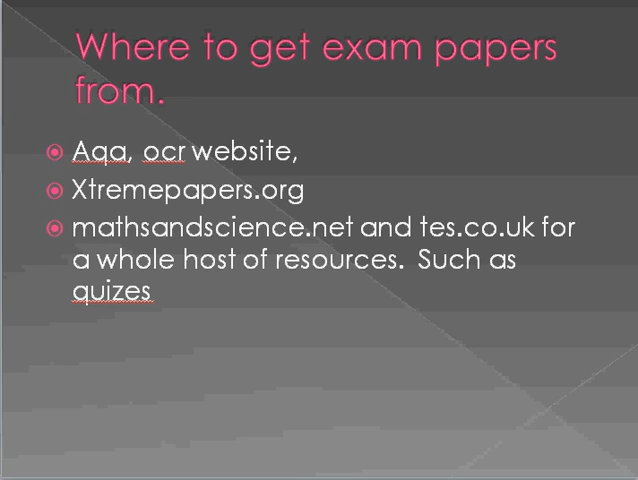 Where to get exam papers
from.
Aqa, ocr website,
Xtremepapers.org
mathsandscience.net and tes.co.uk for
a whole host of resources.  Such as
quizes